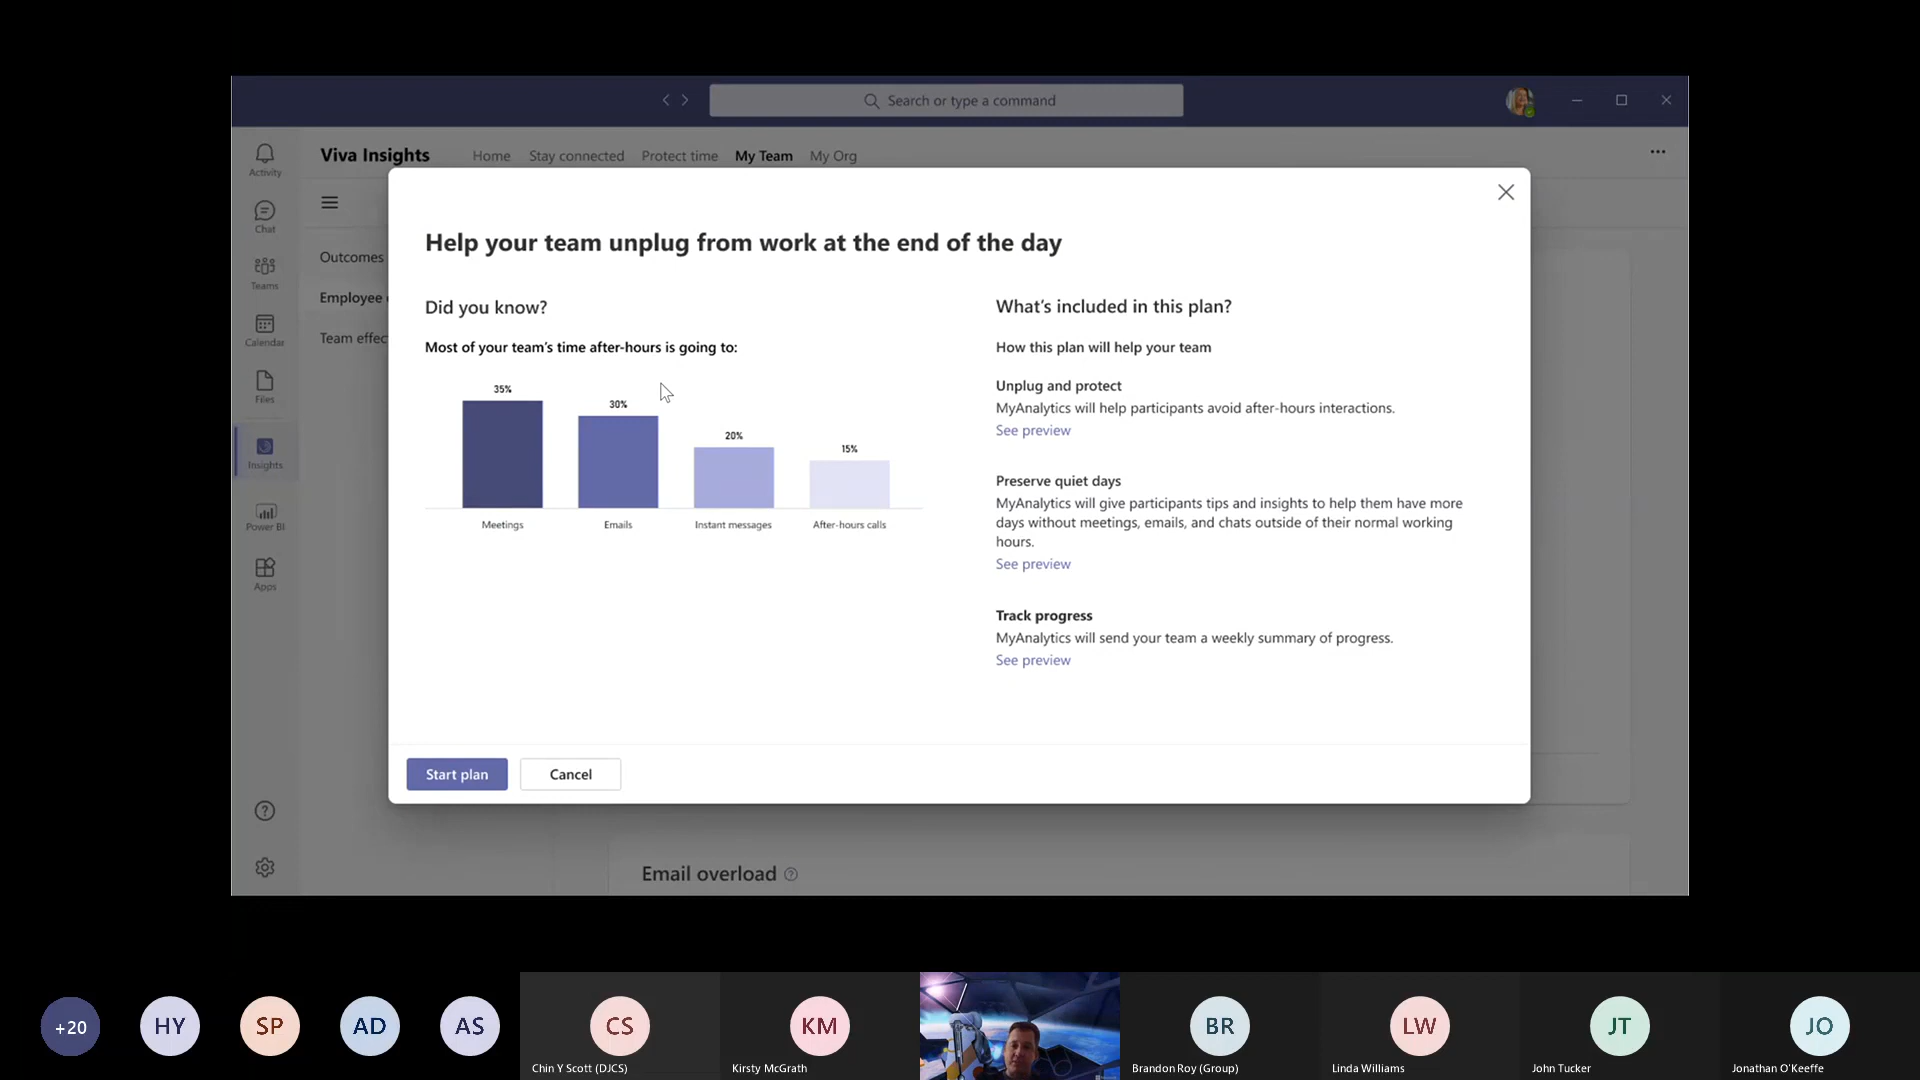 Search or type a command
Viva Insights
Home
Stay connected
Protect time
My Team
My Org
Activity
Chat
Teams
Calendar
Files
Insights
Power BI
Apps
Outcomes
Employee
Team effec
Help your team unplug from work at the end of the day
Did you know?
Most of your team's time after-hours is going to:
35%
30%
20%
15%
Meetings
Emails
Instant messages
After-hours calls
What's included in this plan?
How this plan will help your team
Unplug and protect
MyAnalytics will help participants avoid after-hours interactions.
See preview
Preserve quiet days
MyAnalytics will give participants tips and insights to help them have more
days without meetings, emails, and chats outside of their normal working
hours.
See preview
Track progress
MyAnalytics will send your team a weekly summary of progress.
See preview
Start plan
Cancel
Email overload
+20
HY
SP
AD
AS
CS
Chin Y Scott (DJCS)
KM
Kirsty McGrath
BR
Brandon Roy (Group)
LW
Linda Williams
JT
John Tucker
JO
Jonathan O'Keeffe